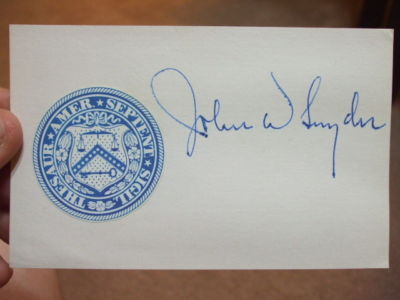 THESAUR. AMER. SEPTENT. SIGIL.
John W Snyder